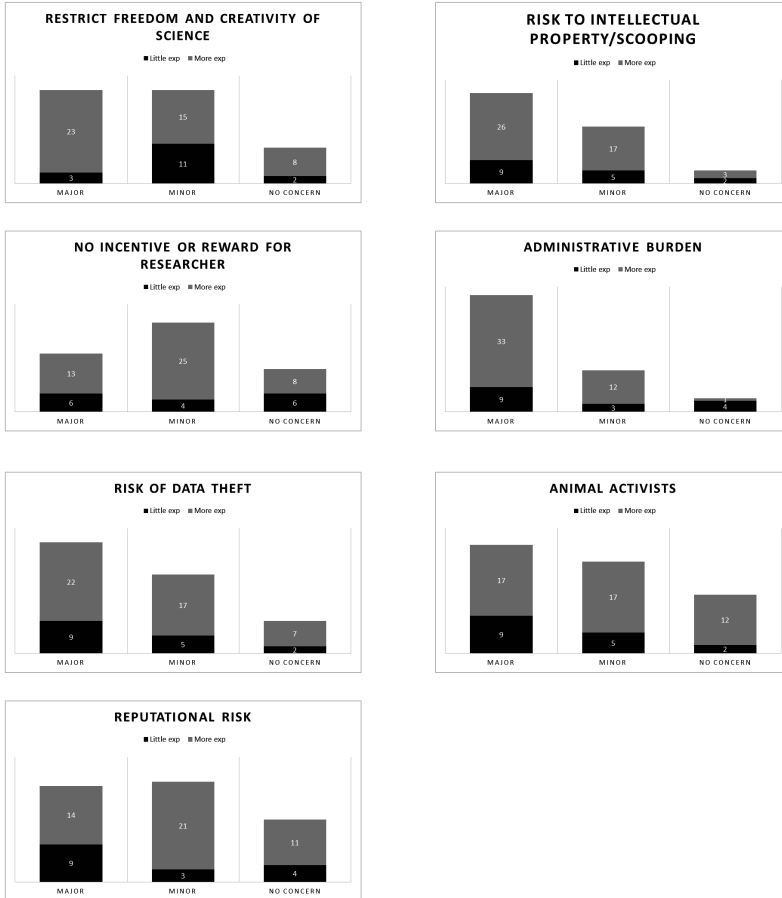 RESTRICT FREEDOM AND CREATIVITY OF
SCIENCE
Little exp More exp
23
15
8
3
11
2
MAJOR MINOR NO CONCERN
RISK TO INTELLECTUAL
PROPERTY/SCOOPING
Little exp More exp
26
17
3
9
5
2
MAJOR MINOR NO CONCERN
NO INCENTIVE OR REWARD FOR
RESEARCHER
Little exp More exp
13
25
8
6
4
6
MAJOR MINOR NO CONCERN
ADMINISTRATIVE BURDEN
Little exp More exp
33
12
1
9
3
4
MAJOR MINOR NO CONCERN
RISK OF DATA THEFT
Little exp More exp
22
17
7
9
5
2
MAJOR MINOR NO CONCERN
ANIMAL ACTIVISTS
Little exp More exp
17
17
12
9
5
2
MAJOR MINOR NO CONCERN
REPUTATIONAL RISK
Little exp More exp
14
21
11
9
3
4
MAJOR MINOR NO CONCERN